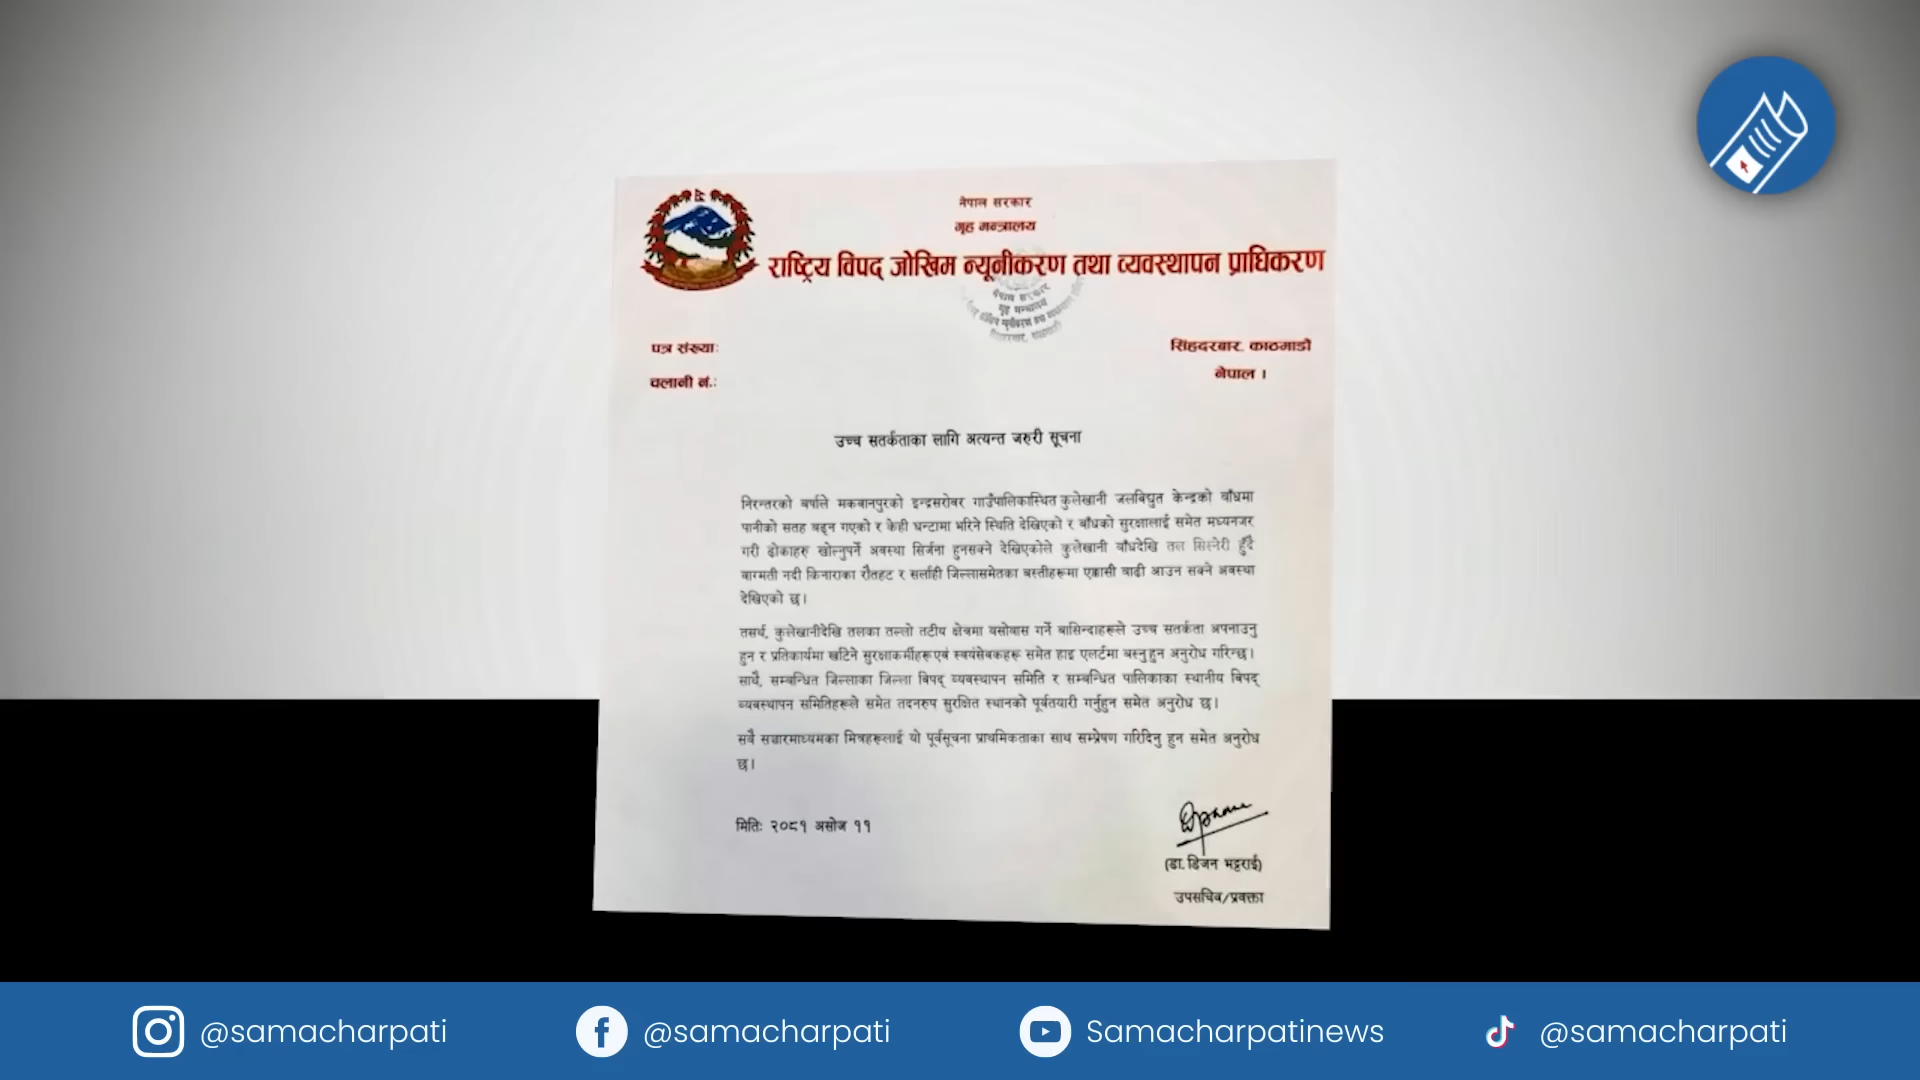 नेपाल सरकार
गृह मन्त्रालय
राष्ट्रिय विपद् जोखिम न्यूनीकरण तथा व्यवस्थापन प्राधिकरण
नेपाल सरकार
गृह मन्त्रालय
पत्र संख्याः
सिंहदरबार, काठमाडौं
चलानी नं.:
नेपाल ।
उच्च सतर्कताका लागि अत्यन्त जरुरी सूचना
निरन्तरको बर्षाले मकवानपुरको इन्द्रसरोवर गाउँपालिकास्थित कुलेखानी जलबिद्युत केन्द्रको बाँधमा
पानीको सतह बढ्न गएको र केही घन्टामा भरिने स्थिति देखिएको र बाँधको सुरक्षालाई समेत मध्यनजर
गरी ढोकाहरु खोल्नुपर्ने अवस्था सिर्जना हुनसक्ने देखिएकोले कुलेखानी बाँधदेखि तल सिस्नेरी हुँदै
बाग्मती नदी किनाराका रौतहट र सर्लाही जिल्लासमेतका बस्तीहरूमा एक्कासी बाढी आउन सक्ने अवस्था
देखिएको छ।
तसर्थ, कुलेखानीदेखि तलका तल्लो तटीय क्षेत्रमा बसोबास गर्ने बासिन्दाहरूले उच्च सतर्कता अपनाउनु
हुन र प्रतिकार्यमा खटिने सुरक्षाकर्मीहरू एवं स्वयंसेवकहरू समेत हाइ एलर्टमा बस्नु हुन अनुरोध गरिन्छ।
साथै, सम्बन्धित जिल्लाका जिल्ला विपद् व्यवस्थापन समिति र सम्बन्धित पालिकाका स्थानीय विपद्
व्यवस्थापन समितिहरूले समेत तदनरुप सुरक्षित स्थानको पूर्वतयारी गर्नुहुन समेत अनुरोध छ।
सबै सञ्चारमाध्यमका मित्रहरूलाई यो पूर्वसूचना प्राथमिकताका साथ सम्प्रेषण गरिदिनु हुन समेत अनुरोध
छ।
मितिः २०८१ असोज ११
(डा. डिजन भट्टराई)
उपसचिव/प्रवक्ता
@samacharpati
@samacharpati
Samacharpatinews
@samacharpati